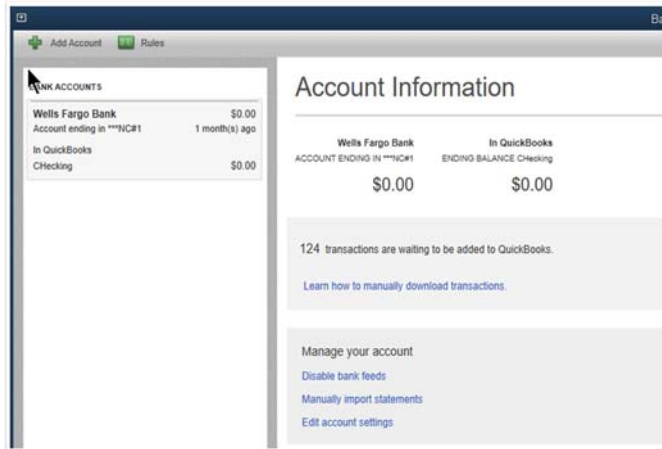 Ba
Add Account Rules
BANK ACCOUNTS
Wells Fargo Bank $0.00
Account ending in ***NC#1 1 month(s) ago
In QuickBooks
CHecking $0.00
Account Information
Wells Fargo Bank In QuickBooks
ACCOUNT ENDING IN ***NC#1 ENDING BALANCE CHecking
$0.00 $0.00
124 transactions are waiting to be added to QuickBooks.
Learn how to manually download transactions.
Manage your account
Disable bank feeds
Manually import statements
Edit account settings